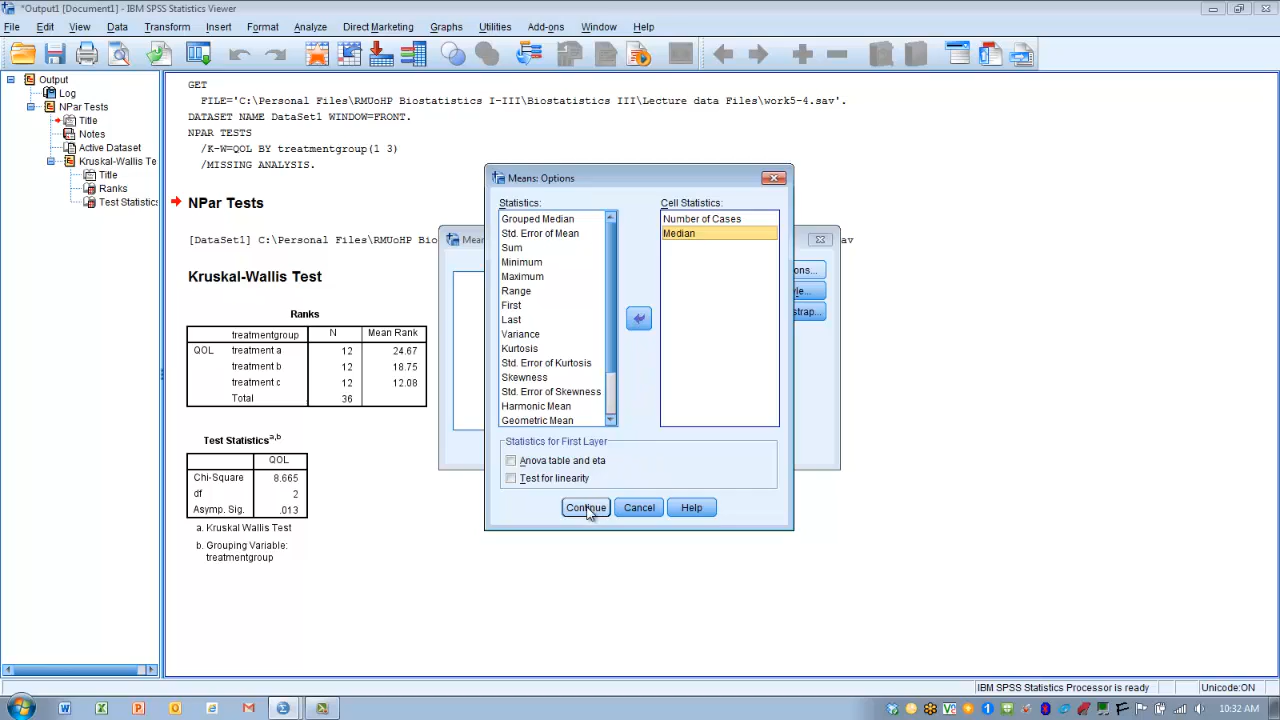 *Output1 [Document1] - IBM SPSS Statistics Viewer
File Edit View Data Transform Insert Format Analyze Direct Marketing Graphs Utilities Add-ons Window Help
Output
Log
NPar Tests
Title
Notes
Active Dataset
Kruskal-Wallis Te
Title
Ranks
Test Statistics
GET
FILE='C:\Personal Files\RMUoHP Biostatistics I-III\Biostatistics III\Lecture data Files\work5-4.sav'.
DATASET NAME DataSet1 WINDOW=FRONT.
NPAR TESTS
/K-W=QOL BY treatmentgroup(1 3)
/MISSING ANALYSIS.
NPar Tests
[DataSet1] C:\Personal Files\RMUoHP Bio
av
Kruskal-Wallis Test
Ranks
treatmentgroup N Mean Rank
QOL treatment a 12 24.67
treatment b 12 18.75
treatment c 12 12.08
Total 36
Test Statistics a,b
QOL
Chi-Square 8.665
df 2
Asymp. Sig. .013
a. Kruskal Wallis Test
b. Grouping Variable:
treatmentgroup
Mean
ons...
le...
strap...
Means: Options
Statistics:
Grouped Median
Std. Error of Mean
Sum
Minimum
Maximum
Range
First
Last
Variance
Kurtosis
Std. Error of Kurtosis
Skewness
Std. Error of Skewness
Harmonic Mean
Geometric Mean
Cell Statistics:
Number of Cases
Median
Statistics for First Layer
Anova table and eta
Test for linearity
Continue Cancel Help
IBM SPSS Statistics Processor is ready Unicode:ON
10:32 AM